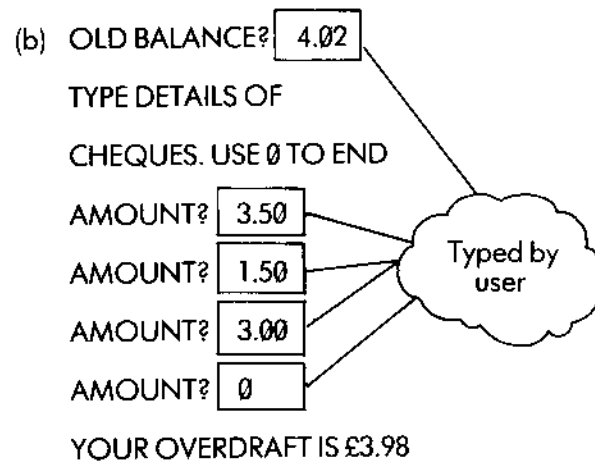 (b) OLD BALANCE? 4.02
TYPE DETAILS OF
CHEQUES. USE 0 TO END
AMOUNT? 3.50
AMOUNT? 1.50
Typed by
user
AMOUNT? 3.00
AMOUNT? 0
YOUR OVERDRAFT IS £3.98